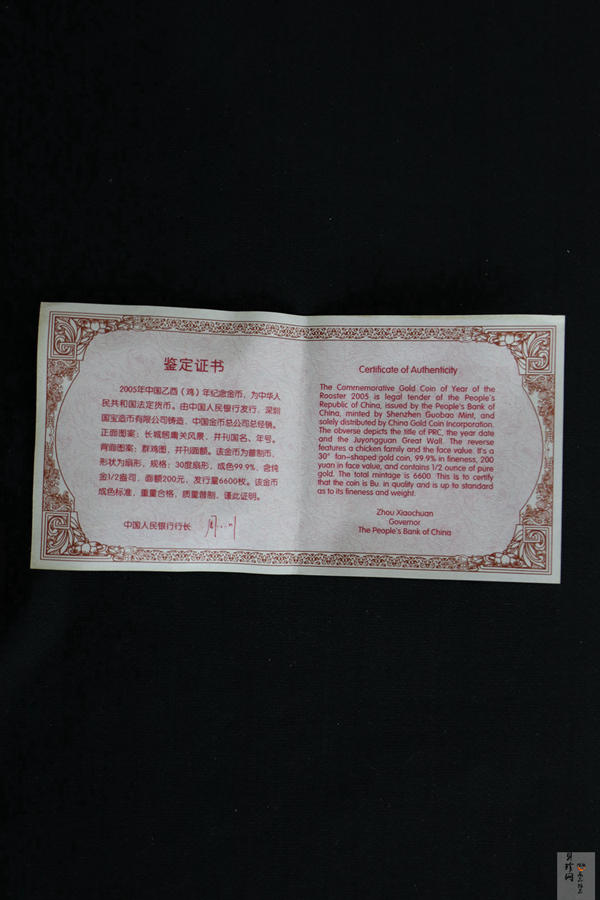 鉴定证书
2005年中国乙酉（鸡）年纪念金币，为中华人
民共和国法定货币。由中国人民银行发行，深圳
国宝造币有限公司铸造，中国金币总公司总经销。
正面图案：长城居庸关风景，并刊国名、年号。
背面图案：群鸡图，并刊面额。该金币为普制币，
形状为扇形，规格：30度扇形，成色99.9%，含纯
金1/2盎司，面额200元，发行量6600枚。该金币
成色标准，重量合格，质量普制，谨此证明。
中国人民银行行长
Certificate of Authenticity
The Commemorative Gold Coin of Year of the
Rooster 2005 is legal tender of the People's
Republic of China, issued by the People's Bank of
China, minted by Shenzhen Guobao Mint, and
solely distributed by China Gold Coin Incorporation.
The obverse depicts the title of PRC, the year date
and the Juyongguan Great Wall. The reverse
features a chicken family and the face value. It's a
30° fan-shaped gold coin, 99.9% in fineness, 200
yuan in face value, and contains 1/2 ounce of pure
gold. The total mintage is 6600. This is to certify
that the coin is Bu. in quality and is up to standard
as to its fineness and weight.
Zhou Xiaochuan
Governor
The People's Bank of China